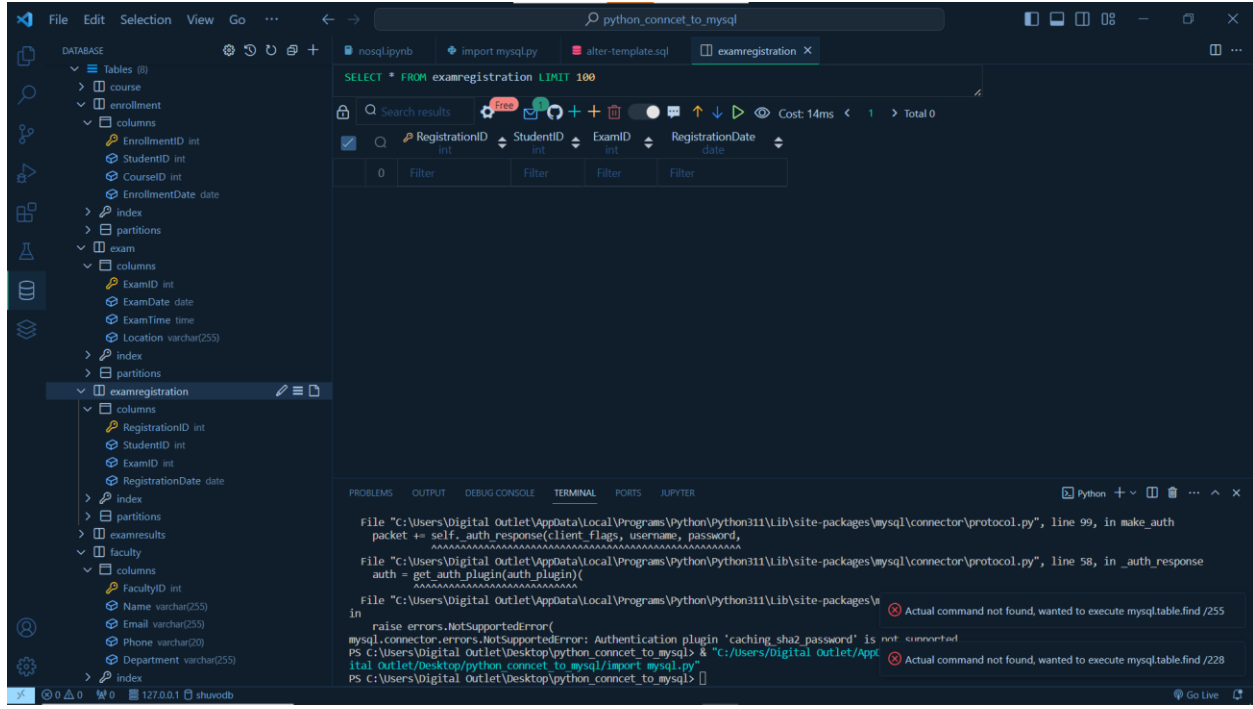 File Edit Selection View Go ··· python_conncet_to_mysql
DATABASE
Tables (8)
course
enrollment
columns
EnrollmentID int
StudentID int
CourseID int
EnrollmentDate date
index
partitions
exam
columns
ExamID int
ExamDate date
ExamTime time
Location varchar(255)
index
partitions
examregistration
columns
RegistrationID int
StudentID int
ExamID int
RegistrationDate date
index
partitions
examresults
faculty
columns
FacultyID int
Name varchar(255)
Email varchar(255)
Phone varchar(20)
Department varchar(255)
index
nosql.ipynb import mysql.py alter-template.sql examregistration
SELECT * FROM examregistration LIMIT 100
Search results Free 1 Cost: 14ms < 1 > Total 0
RegistrationID StudentID ExamID RegistrationDate
int int int date
0 Filter Filter Filter Filter
PROBLEMS OUTPUT DEBUG CONSOLE TERMINAL PORTS JUPYTER Python
File "C:\Users\Digital Outlet\AppData\Local\Programs\Python\Python311\Lib\site-packages\mysql\connector\protocol.py", line 99, in make_auth
packet += self._auth_response(client_flags, username, password,
^^^^^^^^^^^^^^^^^^^^^^^^^^^^^^^^^^^^^^^^^^^^^^^^^^^^^
File "C:\Users\Digital Outlet\AppData\Local\Programs\Python\Python311\Lib\site-packages\mysql\connector\protocol.py", line 58, in _auth_response
auth = get_auth_plugin(auth_plugin)(
^^^^^^^^^^^^^^^^^^^^^^^^^^^^
File "C:\Users\Digital Outlet\AppData\Local\Programs\Python\Python311\Lib\site-packages\m
in
raise errors.NotSupportedError(
mysql.connector.errors.NotSupportedError: Authentication plugin 'caching_sha2_password' is not supported
PS C:\Users\Digital Outlet\Desktop\python_conncet_to_mysql> & "C:/Users/Digital Outlet/AppD
ital Outlet/Desktop/python_conncet_to_mysql/import mysql.py"
PS C:\Users\Digital Outlet\Desktop\python_conncet_to_mysql>
Actual command not found, wanted to execute mysql.table.find /255
Actual command not found, wanted to execute mysql.table.find /228
0 0 0 127.0.0.1 shuvodb Go Live